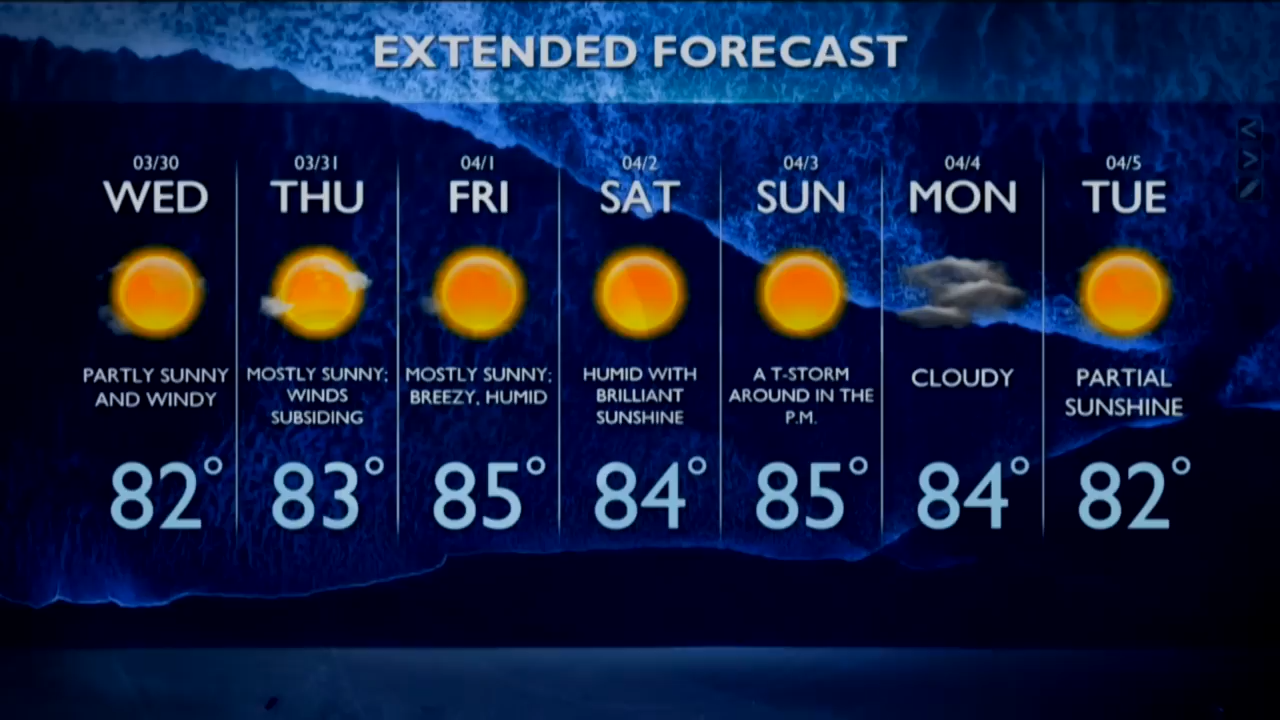 EXTENDED FORECAST
03/30
WED
PARTLY SUNNY
AND WINDY
82°
03/31
THU
MOSTLY SUNNY;
WINDS
SUBSIDING
83°
04/1
FRI
MOSTLY SUNNY;
BREEZY, HUMID
85°
04/2
SAT
HUMID WITH
BRILLIANT
SUNSHINE
84°
04/3
SUN
A T-STORM
AROUND IN THE
P.M.
85°
04/4
MON
CLOUDY
84°
04/5
TUE
PARTIAL
SUNSHINE
82°